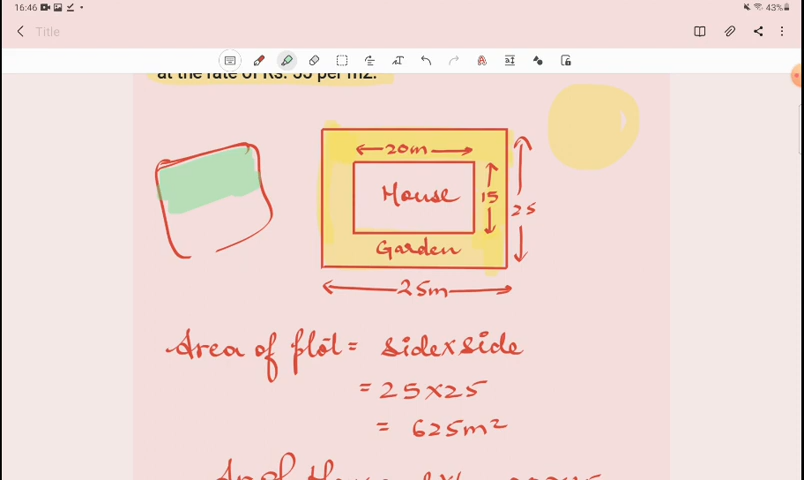 16:46
43%
Title
at the rate of Rs. 55 per m2.
20m
House
15
25
Garden
25m
Area of plot = side×side
= 25×25
= 625m²